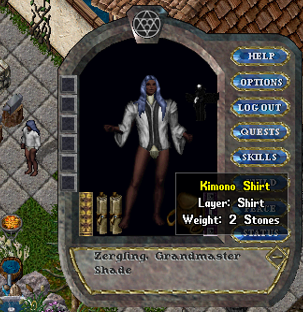 HELP
OPTIONS
LOG OUT
QUESTS
SKILLS
Kimono Shirt
Layer: Shirt
Weight: 2 Stones
STATUS
Zergling, Grandmaster
Shade